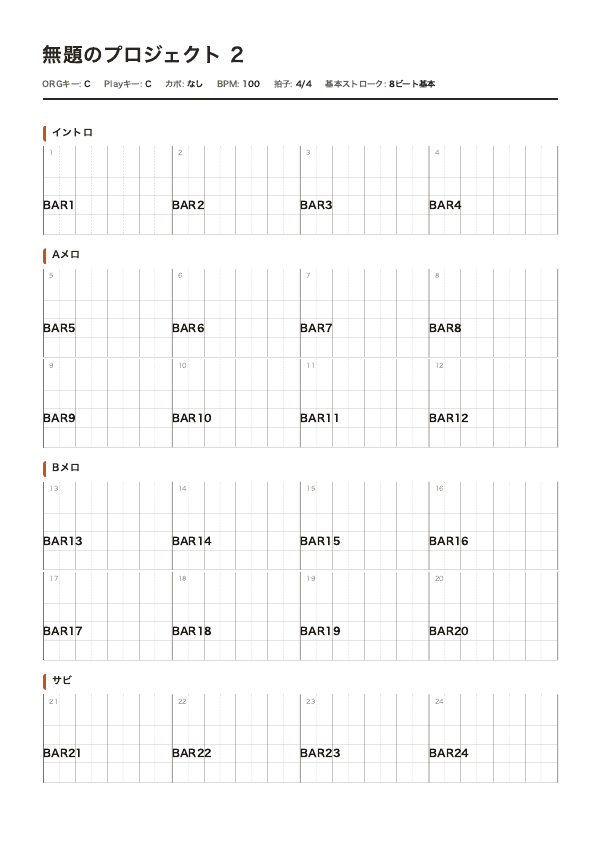 無題のプロジェクト 2
ORGキー: C Playキー: C カポ: なし BPM: 100 拍子: 4/4 基本ストローク: 8ビート基本
イントロ
1 2 3 4
BAR1 BAR2 BAR3 BAR4
Aメロ
5 6 7 8
BAR5 BAR6 BAR7 BAR8
9 10 11 12
BAR9 BAR10 BAR11 BAR12
Bメロ
13 14 15 16
BAR13 BAR14 BAR15 BAR16
17 18 19 20
BAR17 BAR18 BAR19 BAR20
サビ
21 22 23 24
BAR21 BAR22 BAR23 BAR24